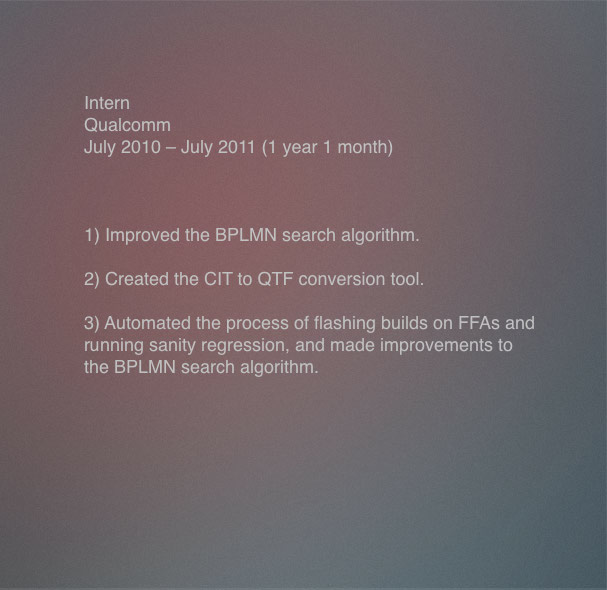 Intern
Qualcomm
July 2010 – July 2011 (1 year 1 month)
1) Improved the BPLMN search algorithm.
2) Created the CIT to QTF conversion tool.
3) Automated the process of flashing builds on FFAs and
running sanity regression, and made improvements to
the BPLMN search algorithm.